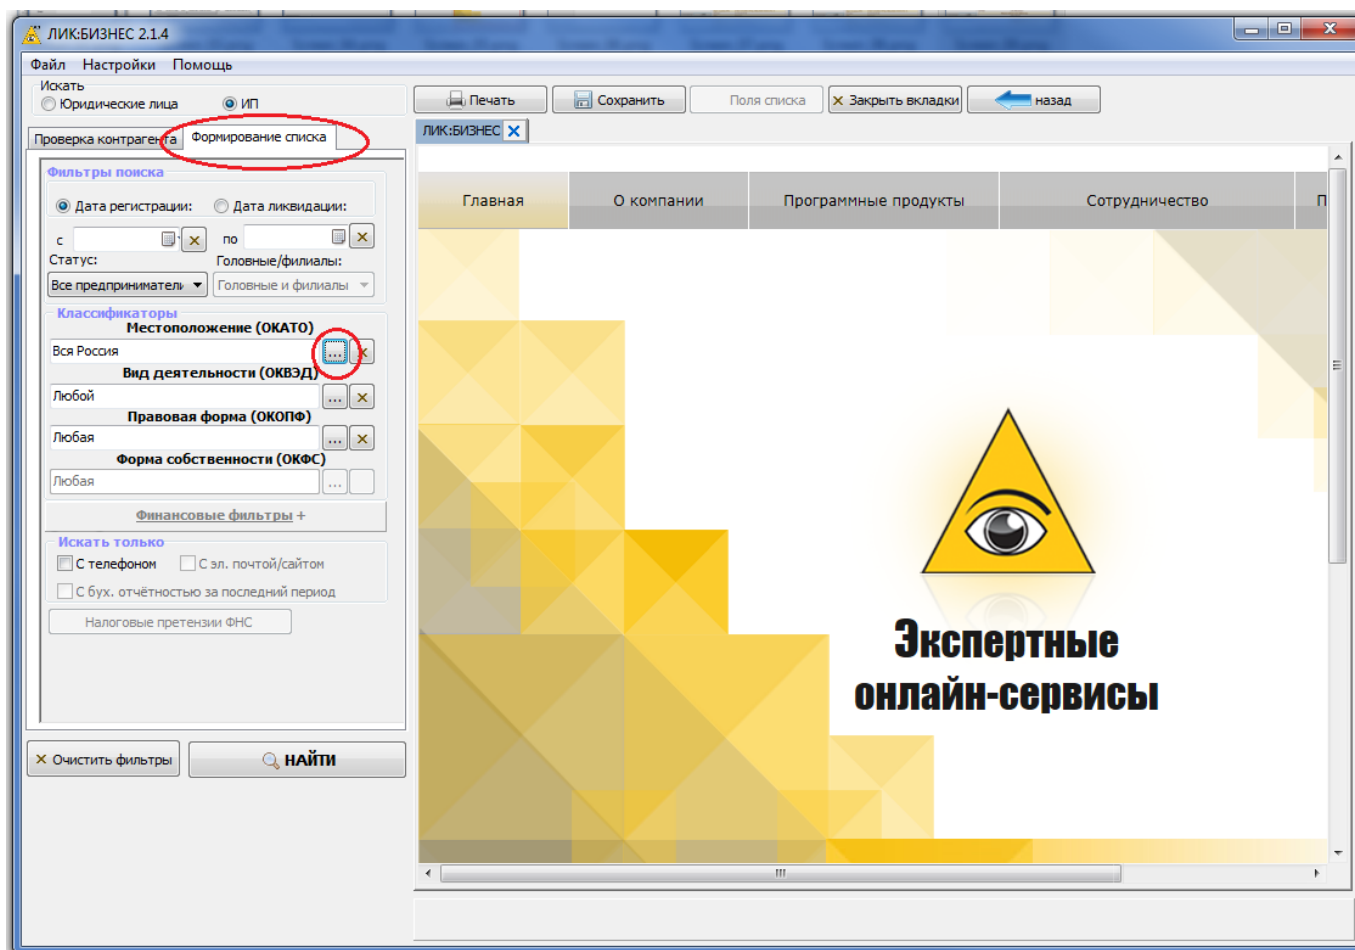 ЛИК:БИЗНЕС 2.1.4
Файл Настройки Помощь
Искать
Юридические лица ИП
Проверка контрагента Формирование списка
Фильтры поиска
Дата регистрации: Дата ликвидации:
с по
Статус: Головные/филиалы:
Все предприниматели Головные и филиалы
Классификаторы
Местоположение (ОКАТО)
Вся Россия ...
Вид деятельности (ОКВЭД)
Любой ...
Правовая форма (ОКОПФ)
Любая ...
Форма собственности (ОКФС)
Любая ...
Финансовые фильтры +
Искать только
С телефоном С эл. почтой/сайтом
С бух. отчётностью за последний период
Налоговые претензии ФНС
Очистить фильтры НАЙТИ
Печать Сохранить Поля списка Закрыть вкладки назад
ЛИК:БИЗНЕС
Главная О компании Программные продукты Сотрудничество П
Экспертные
онлайн-сервисы